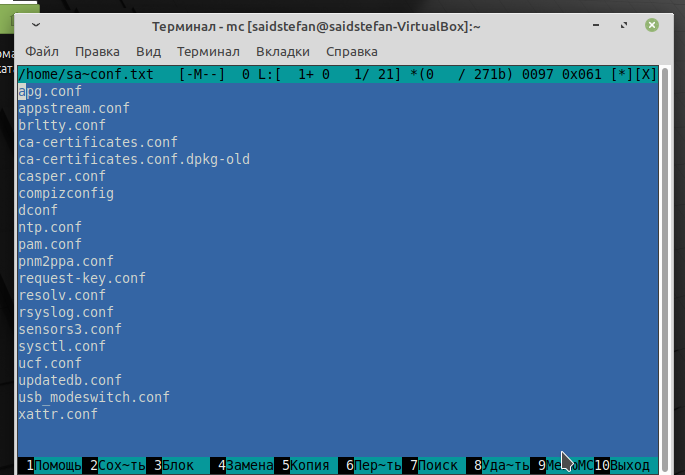 Терминал - mc [saidstefan@saidstefan-VirtualBox]:~
Файл Правка Вид Терминал Вкладки Справка
/home/sa~conf.txt [-M--] 0 L:[ 1+ 0 1/ 21] *(0 / 271b) 0097 0x061 [*][X]
apg.conf
appstream.conf
brltty.conf
ca-certificates.conf
ca-certificates.conf.dpkg-old
casper.conf
compizconfig
dconf
ntp.conf
pam.conf
pnm2ppa.conf
request-key.conf
resolv.conf
rsyslog.conf
sensors3.conf
sysctl.conf
ucf.conf
updatedb.conf
usb_modeswitch.conf
xattr.conf
1Помощь 2Сох~ть 3Блок 4Замена 5Копия 6Пер~ть 7Поиск 8Уда~ть 9МенюМС 10Выход